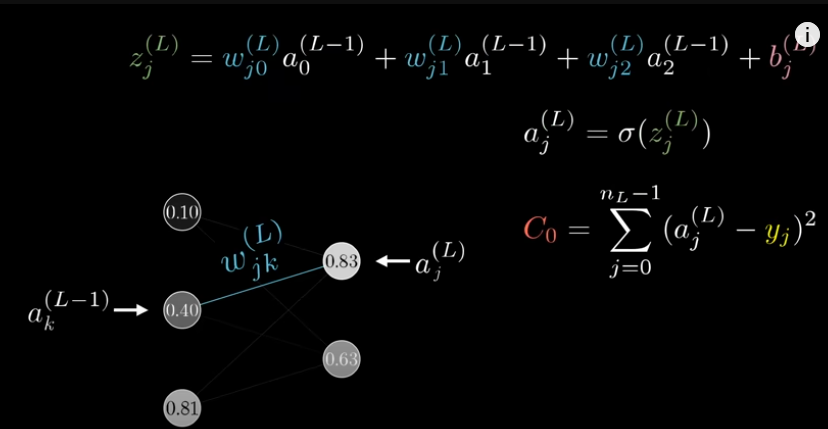 z_j^{(L)} = w_{j0}^{(L)} a_0^{(L-1)} + w_{j1}^{(L)} a_1^{(L-1)} + w_{j2}^{(L)} a_2^{(L-1)} + b_j^{(L)}
i
a_j^{(L)} = σ(z_j^{(L)})
C_0 = \sum_{j=0}^{n_L-1} (a_j^{(L)} - y_j)^2
0.10
w_{jk}^{(L)}
0.83
a_j^{(L)}
a_k^{(L-1)}
0.40
0.63
0.81